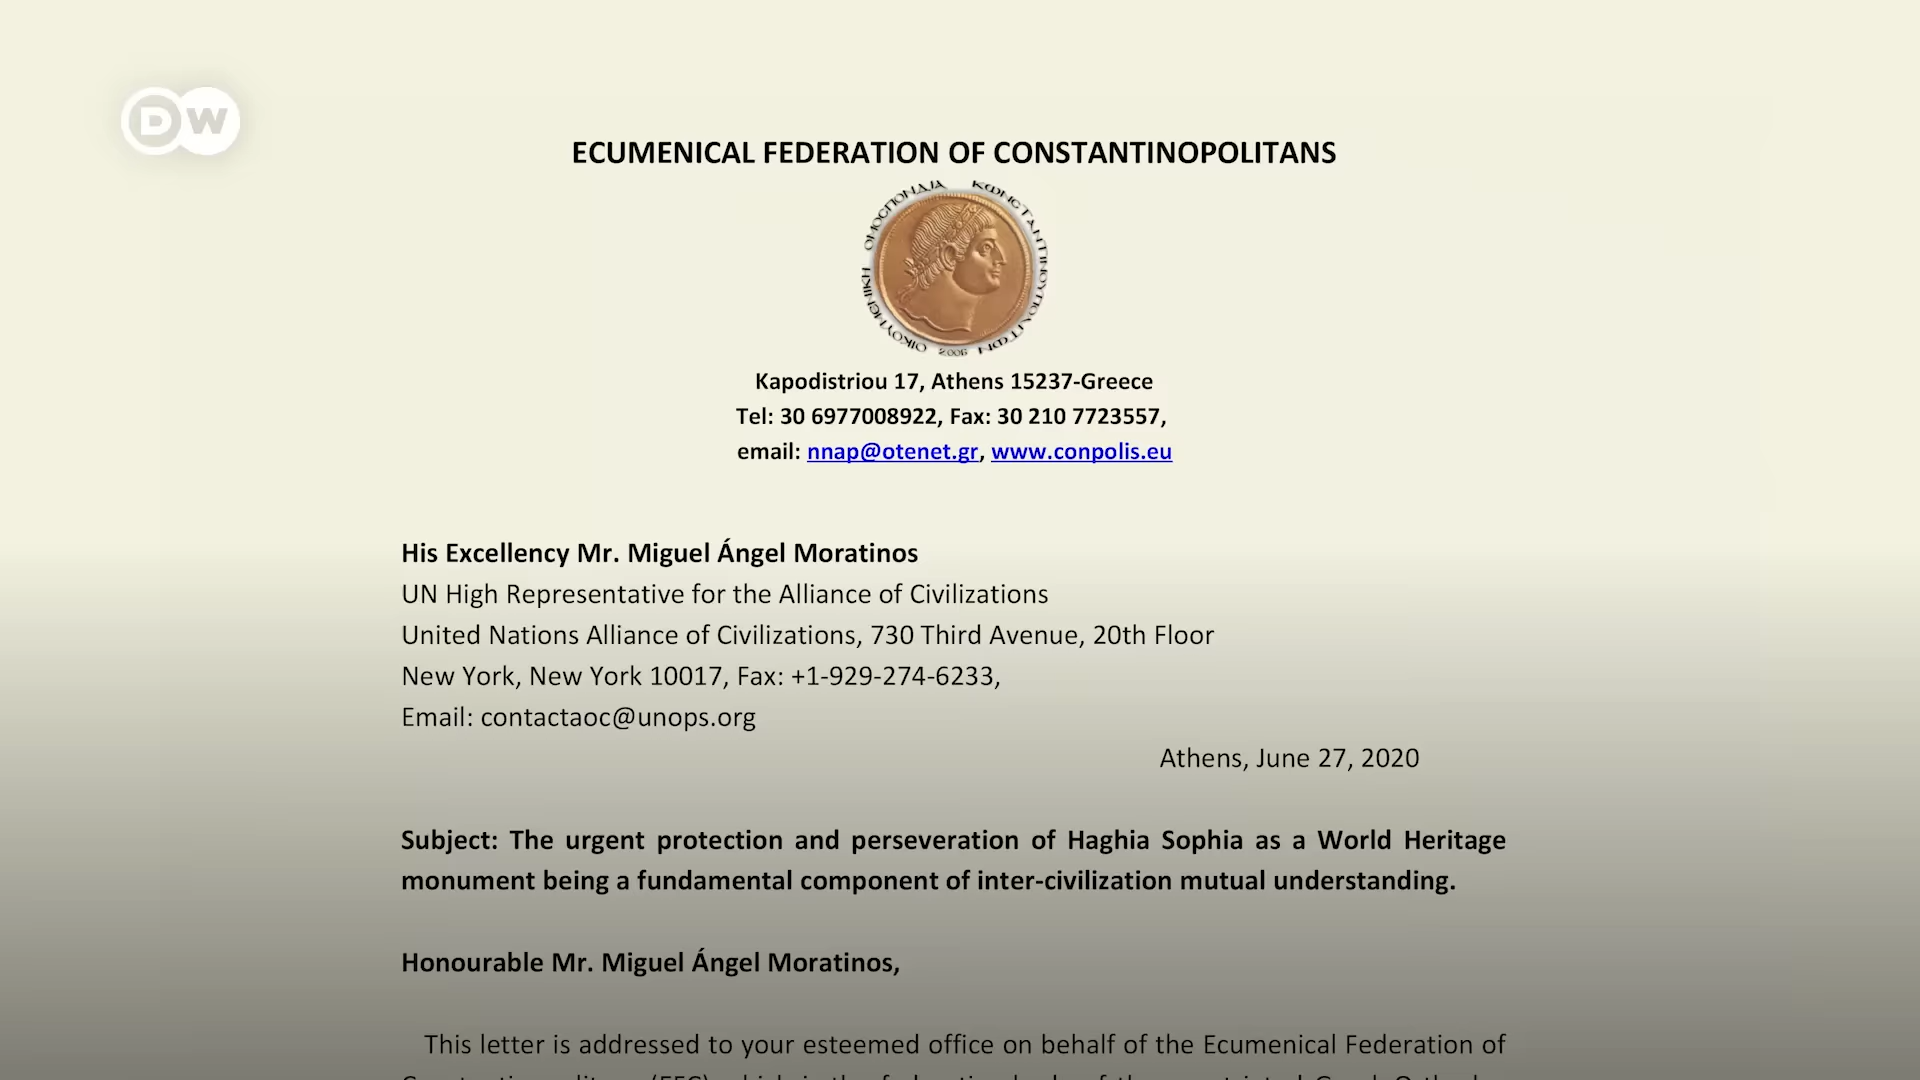 DW
ECUMENICAL FEDERATION OF CONSTANTINOPOLITANS
ΟΙΚΟΥΜΕΝΙΚΗ ΟΜΟΣΠΟΝΔΙΑ ΚΩΝСΤΑΝΤΙΝΟΥΠΟΛΙΤΩΝ
2006
Kapodistriou 17, Athens 15237-Greece
Tel: 30 6977008922, Fax: 30 210 7723557,
email: nnap@otenet.gr, www.conpolis.eu
His Excellency Mr. Miguel Ángel Moratinos
UN High Representative for the Alliance of Civilizations
United Nations Alliance of Civilizations, 730 Third Avenue, 20th Floor
New York, New York 10017, Fax: +1-929-274-6233,
Email: contactaoc@unops.org
Athens, June 27, 2020
Subject: The urgent protection and perseveration of Haghia Sophia as a World Heritage
monument being a fundamental component of inter-civilization mutual understanding.
Honourable Mr. Miguel Ángel Moratinos,
This letter is addressed to your esteemed office on behalf of the Ecumenical Federation of